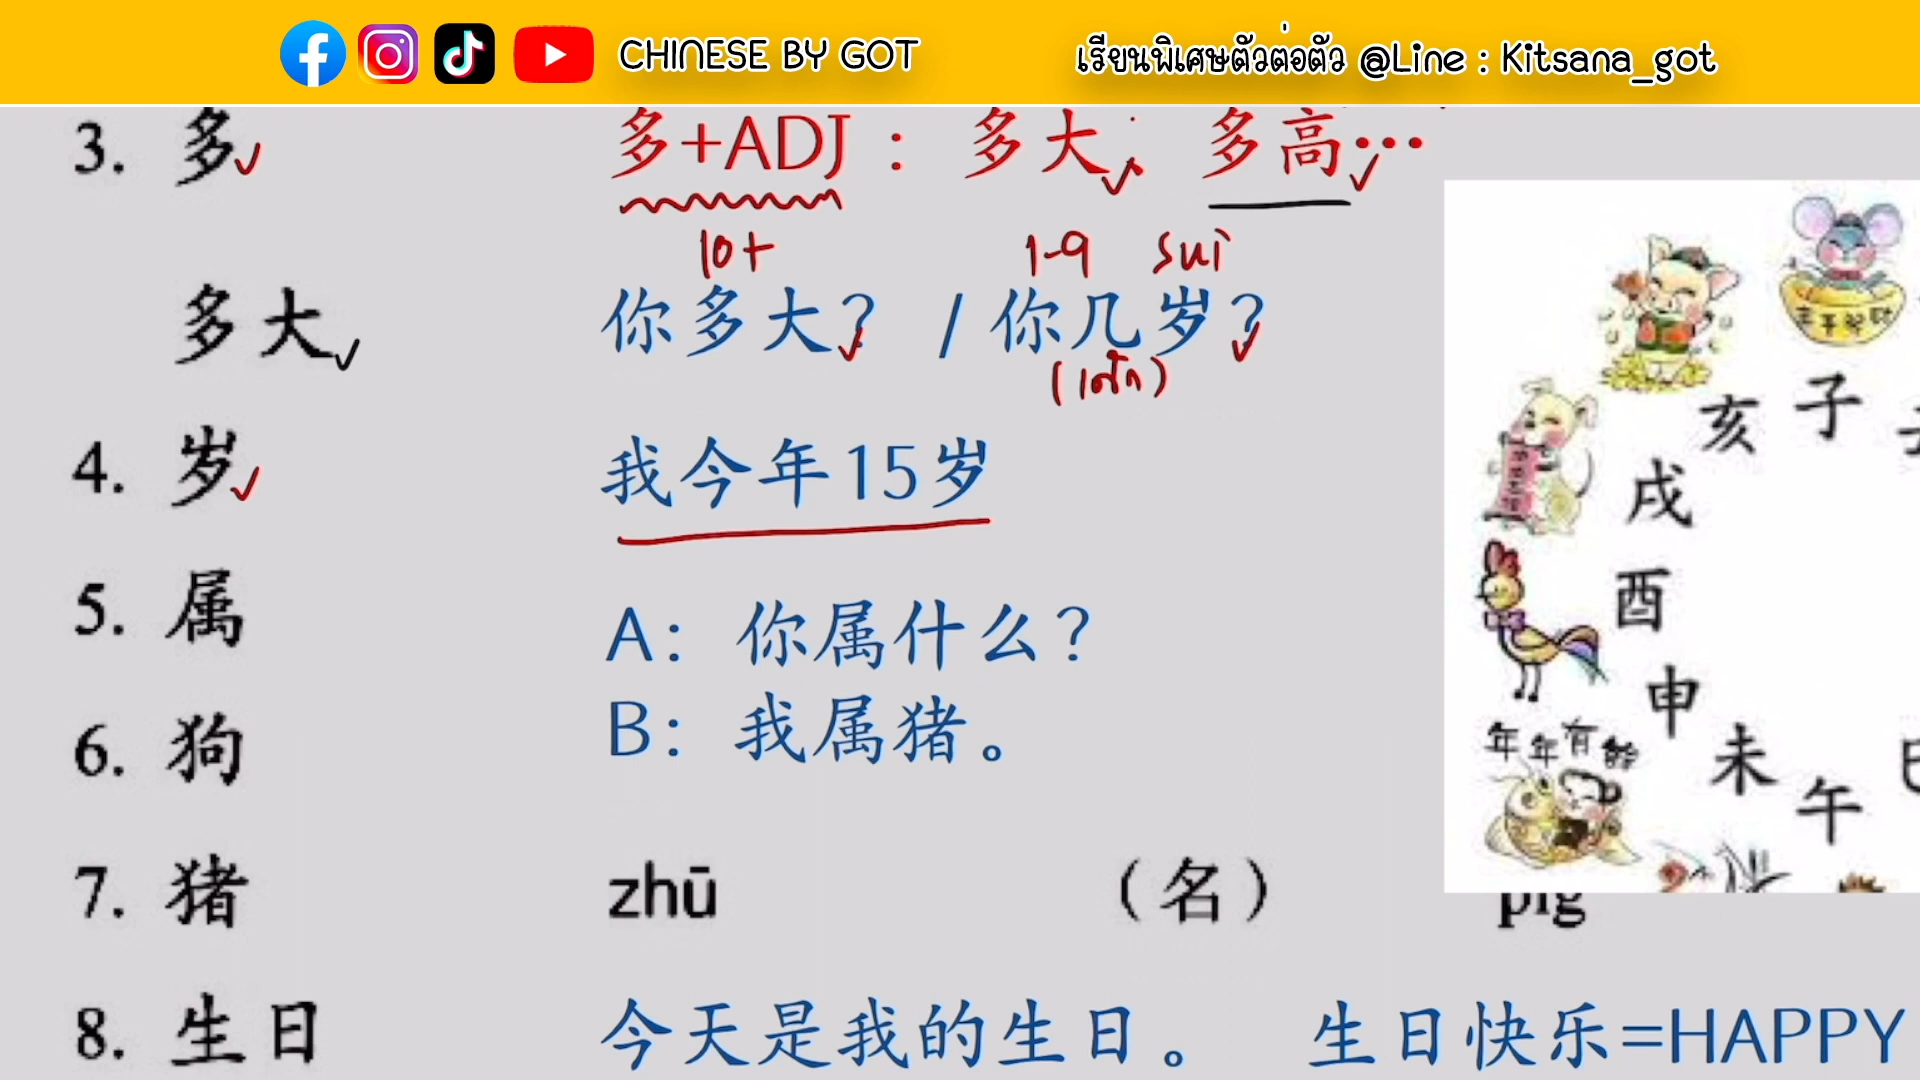 CHINESE BY GOT เรียนพิเศษตัวต่อตัว @Line : Kitsana_got
3. 多 多+ADJ : 多大, 多高…
10+ 1-9 sui
多大 你多大? / 你几岁?
(เด็ก)
4. 岁 我今年15岁
5. 属 A: 你属什么?
6. 狗 B: 我属猪。
7. 猪 zhū (名) pig
8. 生日 今天是我的生日。 生日快乐=HAPPY
亥 子
戌
酉
申
未
午
年年有餘